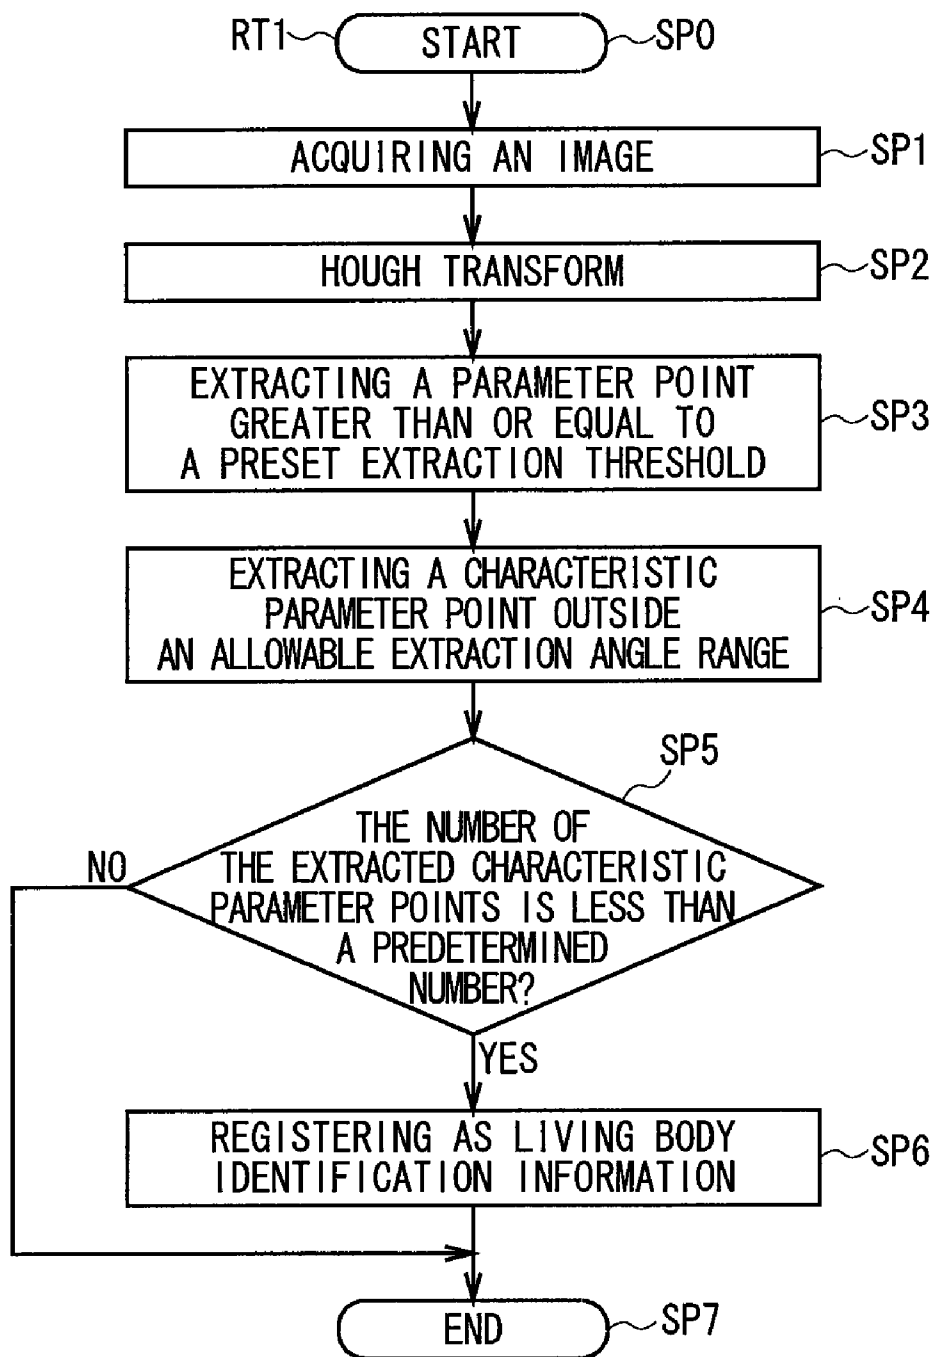 RT1 START SP0
ACQUIRING AN IMAGE SP1
HOUGH TRANSFORM SP2
EXTRACTING A PARAMETER POINT
GREATER THAN OR EQUAL TO
A PRESET EXTRACTION THRESHOLD
SP3
EXTRACTING A CHARACTERISTIC
PARAMETER POINT OUTSIDE
AN ALLOWABLE EXTRACTION ANGLE RANGE
SP4
SP5
THE NUMBER OF
THE EXTRACTED CHARACTERISTIC
PARAMETER POINTS IS LESS THAN
A PREDETERMINED
NUMBER?
NO
YES
REGISTERING AS LIVING BODY
IDENTIFICATION INFORMATION
SP6
END SP7